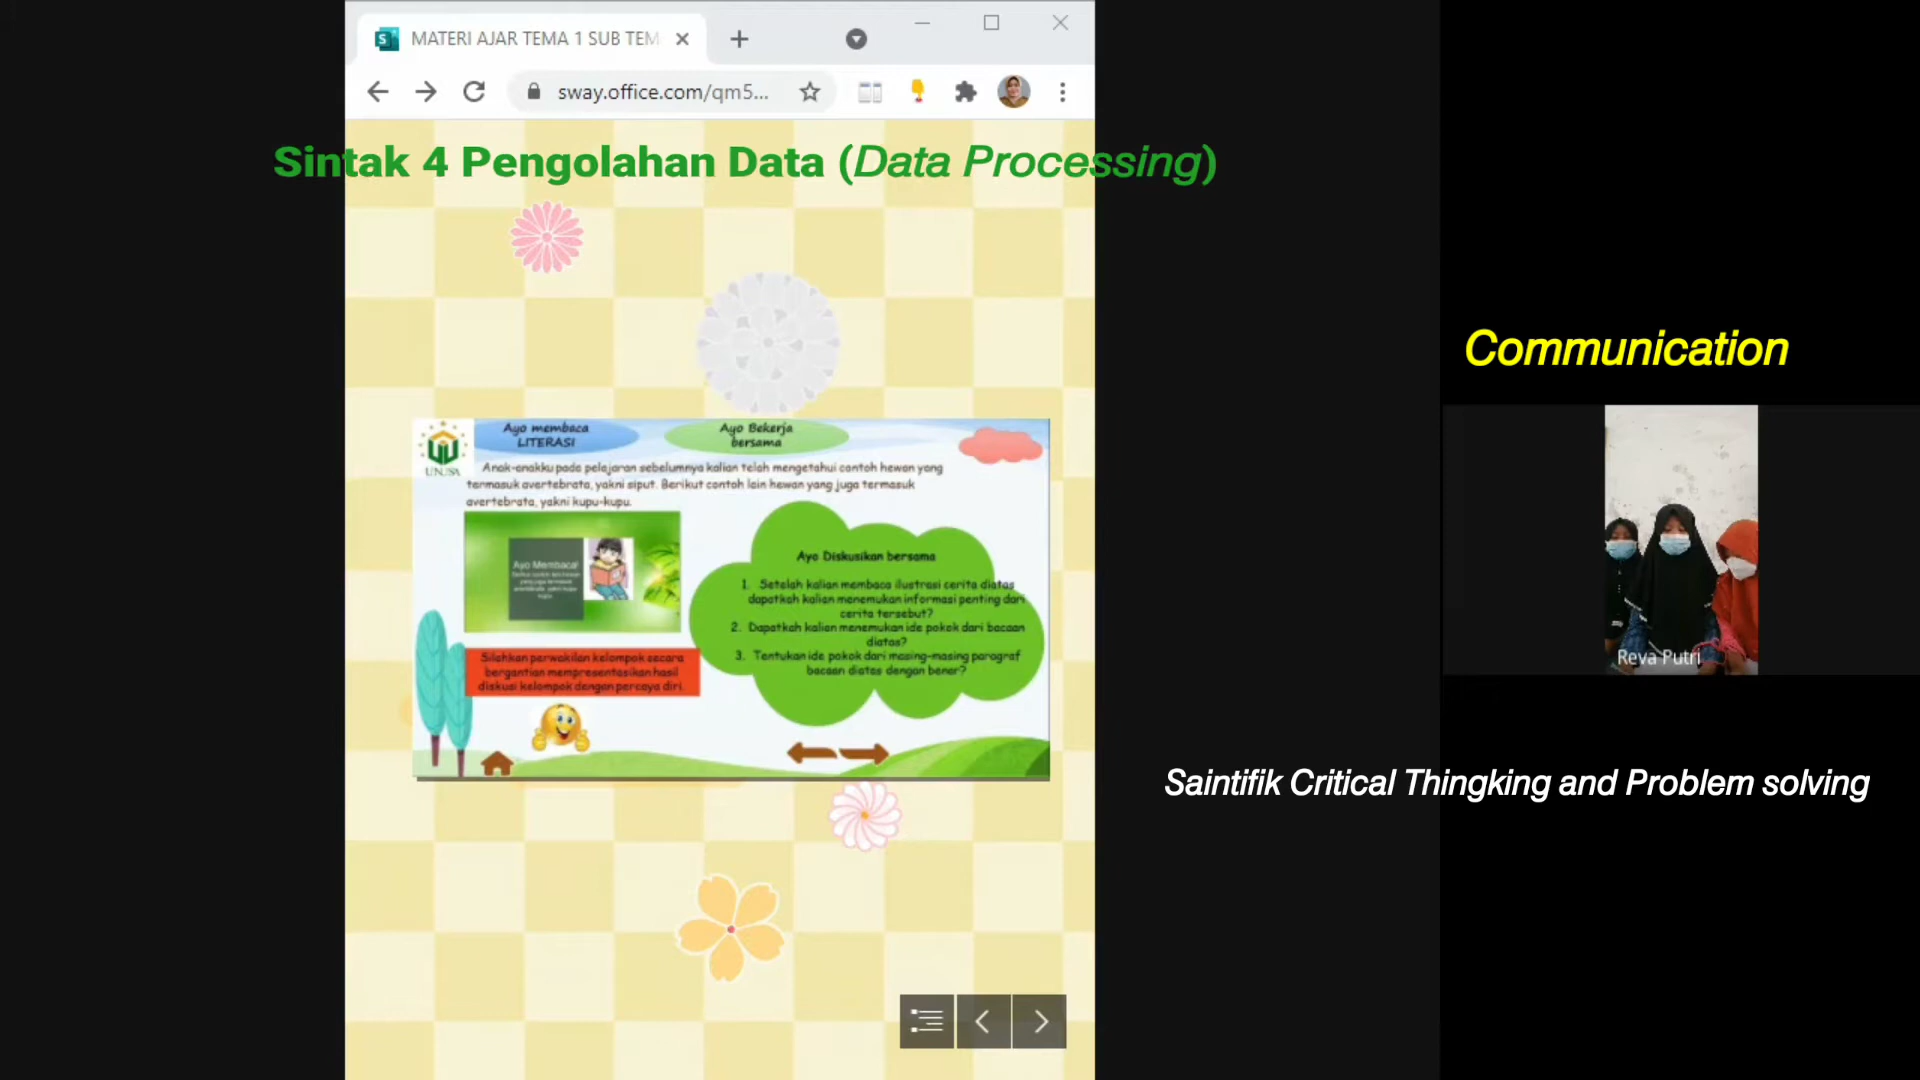 MATERI AJAR TEMA 1 SUB TEM
sway.office.com/qm5...
Sintak 4 Pengolahan Data (Data Processing)
Communication
Ayo membaca
LITERASI
Ayo Bekerja
bersama
UNUSA
Anak-anakku pada pelajaran sebelumnya kalian telah mengetahui contoh hewan yang
termasuk avertebrata, yakni siput. Berikut contoh lain hewan yang juga termasuk
avertebrata, yakni kupu-kupu.
Ayo Membaca!
Ayo Diskusikan bersama
1. Setelah kalian membaca ilustrasi cerita diatas
dapatkah kalian menemukan informasi penting dari
cerita tersebut?
2. Dapatkah kalian menemukan ide pokok dari bacaan
diatas?
3. Tentukan ide pokok dari masing-masing paragraf
bacaan diatas dengan benar?
Silahkan perwakilan kelompok secara
bergantian mempresentasikan hasil
diskusi kelompok dengan percaya diri
Reva Putri
Saintifik Critical Thingking and Problem solving